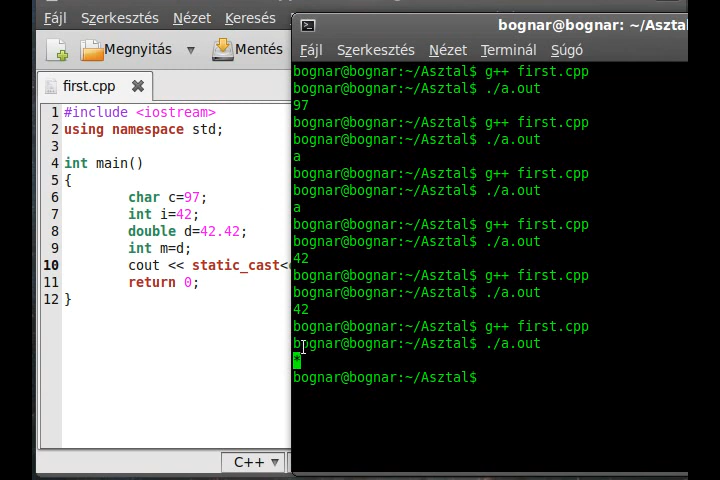 Fájl Szerkesztés Nézet Keresés
Megnyitás Mentés
first.cpp
1 #include <iostream>
2 using namespace std;
3
4 int main()
5 {
6 char c=97;
7 int i=42;
8 double d=42.42;
9 int m=d;
10 cout << static_cast<
11 return 0;
12 }
C++
bognar@bognar: ~/Asztal
Fájl Szerkesztés Nézet Terminál Súgó
bognar@bognar:~/Asztal$ g++ first.cpp
bognar@bognar:~/Asztal$ ./a.out
97
bognar@bognar:~/Asztal$ g++ first.cpp
bognar@bognar:~/Asztal$ ./a.out
a
bognar@bognar:~/Asztal$ g++ first.cpp
bognar@bognar:~/Asztal$ ./a.out
a
bognar@bognar:~/Asztal$ g++ first.cpp
bognar@bognar:~/Asztal$ ./a.out
42
bognar@bognar:~/Asztal$ g++ first.cpp
bognar@bognar:~/Asztal$ ./a.out
42
bognar@bognar:~/Asztal$ g++ first.cpp
bognar@bognar:~/Asztal$ ./a.out
*
bognar@bognar:~/Asztal$